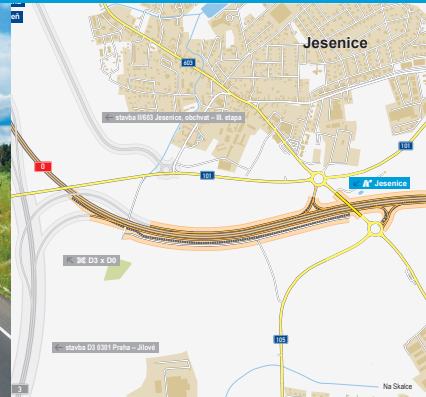 eň
Jesenice
603
← stavba II/603 Jesenice, obchvat – III. etapa
101
0
101
Jesenice
D3 x D0
105
← stavba D3 0301 Praha – Jílové
3
Na Skalce